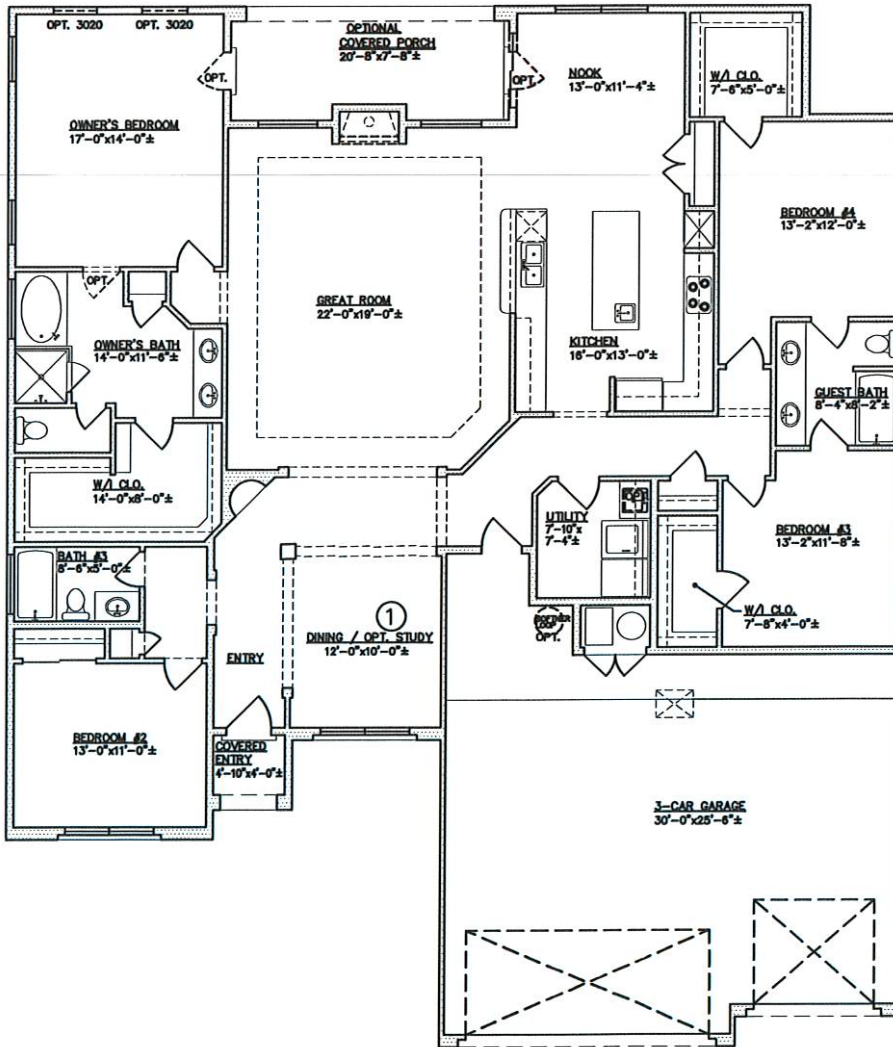 OPT. 3020
OPT. 3020
OPTIONAL
COVERED PORCH
20'-8"x7'-8"±
OPT.
OPT.
NOOK
13'-0"x11'-4"±
W/I CLO.
7'-6"x5'-0"±
OWNER'S BEDROOM
17'-0"x14'-0"±
BEDROOM #4
13'-2"x12'-0"±
OPT.
GREAT ROOM
22'-0"x19'-0"±
OWNER'S BATH
14'-0"x11'-6"±
KITCHEN
16'-0"x13'-0"±
GUEST BATH
8'-4"x8'-2"±
W/I CLO.
14'-0"x8'-0"±
UTILITY
7'-10"x
7'-4"±
BEDROOM #3
13'-2"x11'-8"±
BATH #3
8'-6"x5'-0"±
W/I CLO.
7'-8"x4'-0"±
1
DINING / OPT. STUDY
12'-0"x10'-0"±
LOOP
OPT.
ENTRY
BEDROOM #2
13'-0"x11'-0"±
COVERED
ENTRY
4'-10"x4'-0"±
3-CAR GARAGE
30'-0"x25'-6"±